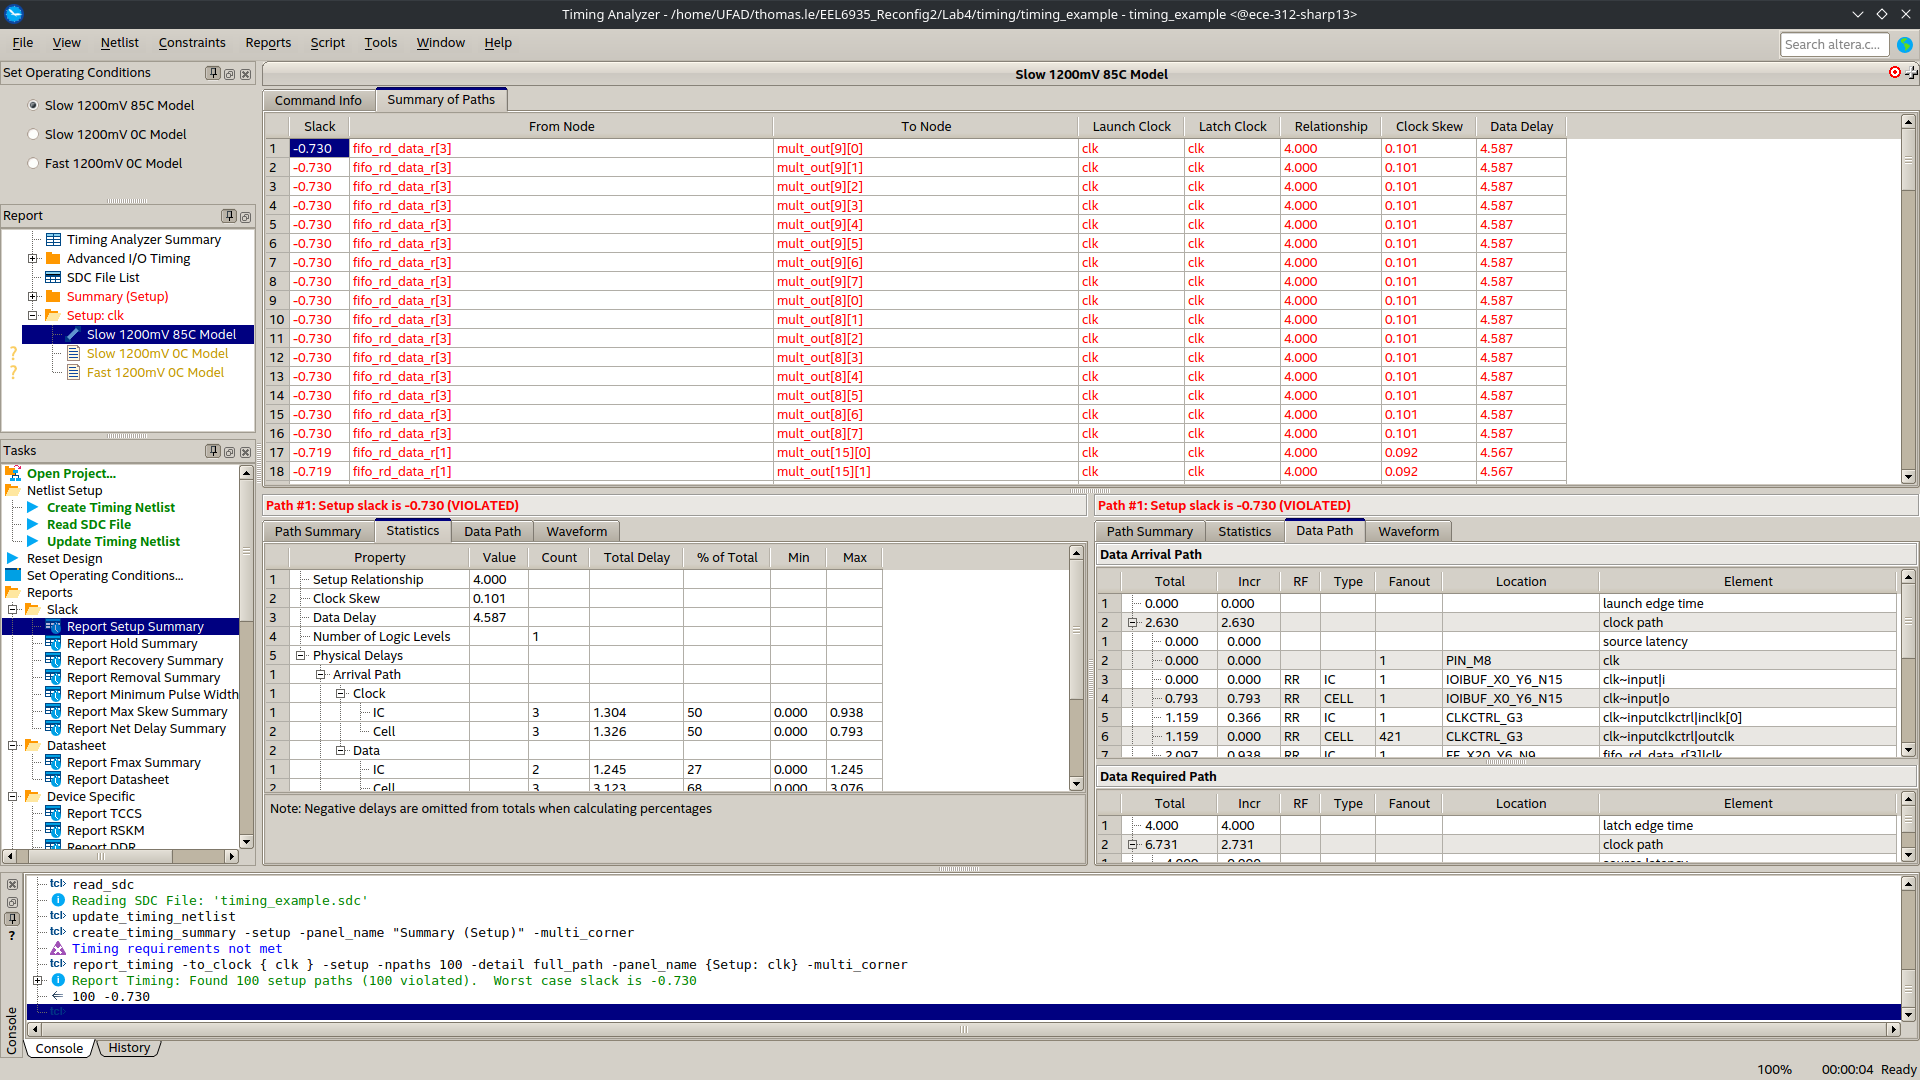 Timing Analyzer - /home/UFAD/thomas.le/EEL6935_Reconfig2/Lab4/timing/timing_example - timing_example <@ece-312-sharp13>
File View Netlist Constraints Reports Script Tools Window Help
Search altera.c...
Set Operating Conditions
Slow 1200mV 85C Model
Slow 1200mV 0C Model
Fast 1200mV 0C Model
Report
Timing Analyzer Summary
Advanced I/O Timing
SDC File List
Summary (Setup)
Setup: clk
Slow 1200mV 85C Model
? Slow 1200mV 0C Model
? Fast 1200mV 0C Model
Tasks
Open Project...
Netlist Setup
Create Timing Netlist
Read SDC File
Update Timing Netlist
Reset Design
Set Operating Conditions...
Reports
Slack
Report Setup Summary
Report Hold Summary
Report Recovery Summary
Report Removal Summary
Report Minimum Pulse Width
Report Max Skew Summary
Report Net Delay Summary
Datasheet
Report Fmax Summary
Report Datasheet
Device Specific
Report TCCS
Report RSKM
Report DDR
Slow 1200mV 85C Model
Command Info Summary of Paths
Slack From Node To Node Launch Clock Latch Clock Relationship Clock Skew Data Delay
1 -0.730 fifo_rd_data_r[3] mult_out[9][0] clk clk 4.000 0.101 4.587
2 -0.730 fifo_rd_data_r[3] mult_out[9][1] clk clk 4.000 0.101 4.587
3 -0.730 fifo_rd_data_r[3] mult_out[9][2] clk clk 4.000 0.101 4.587
4 -0.730 fifo_rd_data_r[3] mult_out[9][3] clk clk 4.000 0.101 4.587
5 -0.730 fifo_rd_data_r[3] mult_out[9][4] clk clk 4.000 0.101 4.587
6 -0.730 fifo_rd_data_r[3] mult_out[9][5] clk clk 4.000 0.101 4.587
7 -0.730 fifo_rd_data_r[3] mult_out[9][6] clk clk 4.000 0.101 4.587
8 -0.730 fifo_rd_data_r[3] mult_out[9][7] clk clk 4.000 0.101 4.587
9 -0.730 fifo_rd_data_r[3] mult_out[8][0] clk clk 4.000 0.101 4.587
10 -0.730 fifo_rd_data_r[3] mult_out[8][1] clk clk 4.000 0.101 4.587
11 -0.730 fifo_rd_data_r[3] mult_out[8][2] clk clk 4.000 0.101 4.587
12 -0.730 fifo_rd_data_r[3] mult_out[8][3] clk clk 4.000 0.101 4.587
13 -0.730 fifo_rd_data_r[3] mult_out[8][4] clk clk 4.000 0.101 4.587
14 -0.730 fifo_rd_data_r[3] mult_out[8][5] clk clk 4.000 0.101 4.587
15 -0.730 fifo_rd_data_r[3] mult_out[8][6] clk clk 4.000 0.101 4.587
16 -0.730 fifo_rd_data_r[3] mult_out[8][7] clk clk 4.000 0.101 4.587
17 -0.719 fifo_rd_data_r[1] mult_out[15][0] clk clk 4.000 0.092 4.567
18 -0.719 fifo_rd_data_r[1] mult_out[15][1] clk clk 4.000 0.092 4.567
Path #1: Setup slack is -0.730 (VIOLATED)
Path Summary Statistics Data Path Waveform
Property Value Count Total Delay % of Total Min Max
1 Setup Relationship 4.000
2 Clock Skew 0.101
3 Data Delay 4.587
4 Number of Logic Levels 1
5 Physical Delays
1 Arrival Path
1 Clock
1 IC 3 1.304 50 0.000 0.938
2 Cell 3 1.326 50 0.000 0.793
2 Data
1 IC 2 1.245 27 0.000 1.245
2 Cell 3 3.123 68 0.000 3.076
Note: Negative delays are omitted from totals when calculating percentages
Path #1: Setup slack is -0.730 (VIOLATED)
Path Summary Statistics Data Path Waveform
Data Arrival Path
Total Incr RF Type Fanout Location Element
1 0.000 0.000 launch edge time
2 2.630 2.630 clock path
1 0.000 0.000 source latency
2 0.000 0.000 1 PIN_M8 clk
3 0.000 0.000 RR IC 1 IOIBUF_X0_Y6_N15 clk~input|i
4 0.793 0.793 RR CELL 1 IOIBUF_X0_Y6_N15 clk~input|o
5 1.159 0.366 RR IC 1 CLKCTRL_G3 clk~inputclkctrl|inclk[0]
6 1.159 0.000 RR CELL 421 CLKCTRL_G3 clk~inputclkctrl|outclk
7 2.097 0.938 RR IC 1 FF_X20_Y6_N9 fifo_rd_data_r[3]|clk
Data Required Path
Total Incr RF Type Fanout Location Element
1 4.000 4.000 latch edge time
2 6.731 2.731 clock path
1 4.000 0.000 source latency
tcl> read_sdc
Reading SDC File: 'timing_example.sdc'
tcl> update_timing_netlist
tcl> create_timing_summary -setup -panel_name "Summary (Setup)" -multi_corner
Timing requirements not met
tcl> report_timing -to_clock { clk } -setup -npaths 100 -detail full_path -panel_name {Setup: clk} -multi_corner
Report Timing: Found 100 setup paths (100 violated).  Worst case slack is -0.730
100 -0.730
tcl>
?
Console
Console History
100% 00:00:04 Ready